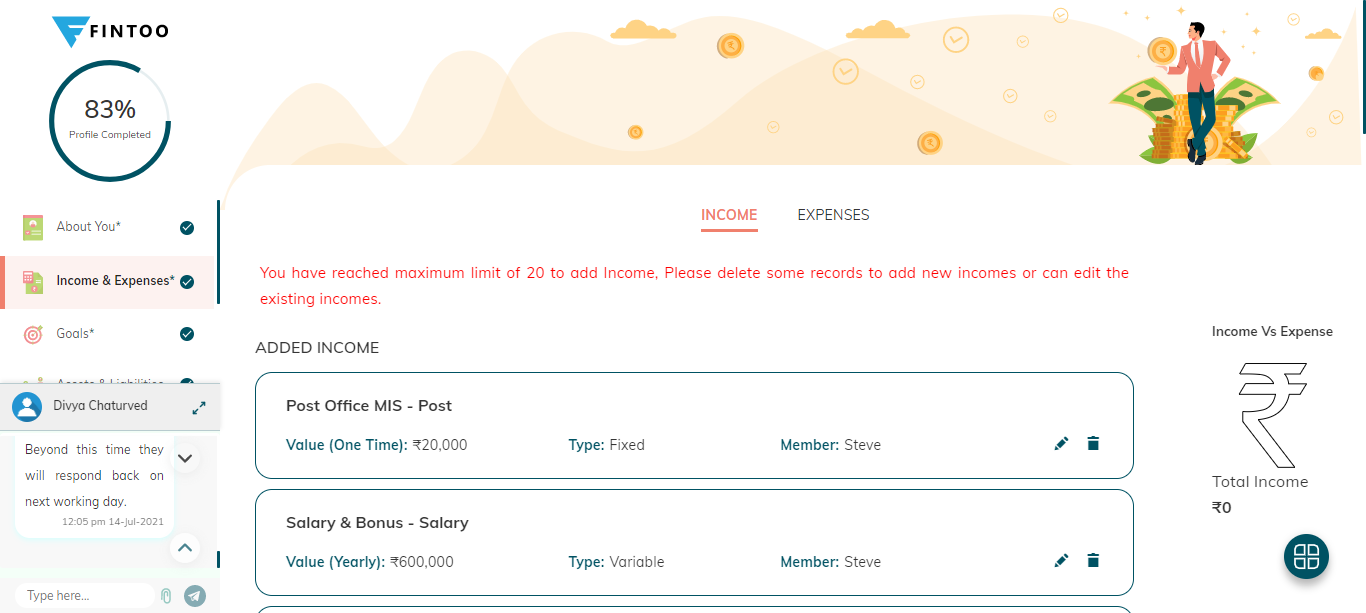 FINTOO
83%
Profile Completed
About You*
Income & Expenses*
Goals*
Assets & Liabilities
Divya Chaturved
Beyond this time they
will respond back on
next working day.
12:05 pm 14-Jul-2021
Type here...
INCOME EXPENSES
You have reached maximum limit of 20 to add Income, Please delete some records to add new incomes or can edit the
existing incomes.
ADDED INCOME
Post Office MIS - Post
Value (One Time): ₹20,000 Type: Fixed Member: Steve
Salary & Bonus - Salary
Value (Yearly): ₹600,000 Type: Variable Member: Steve
Income Vs Expense
₹
Total Income
₹0